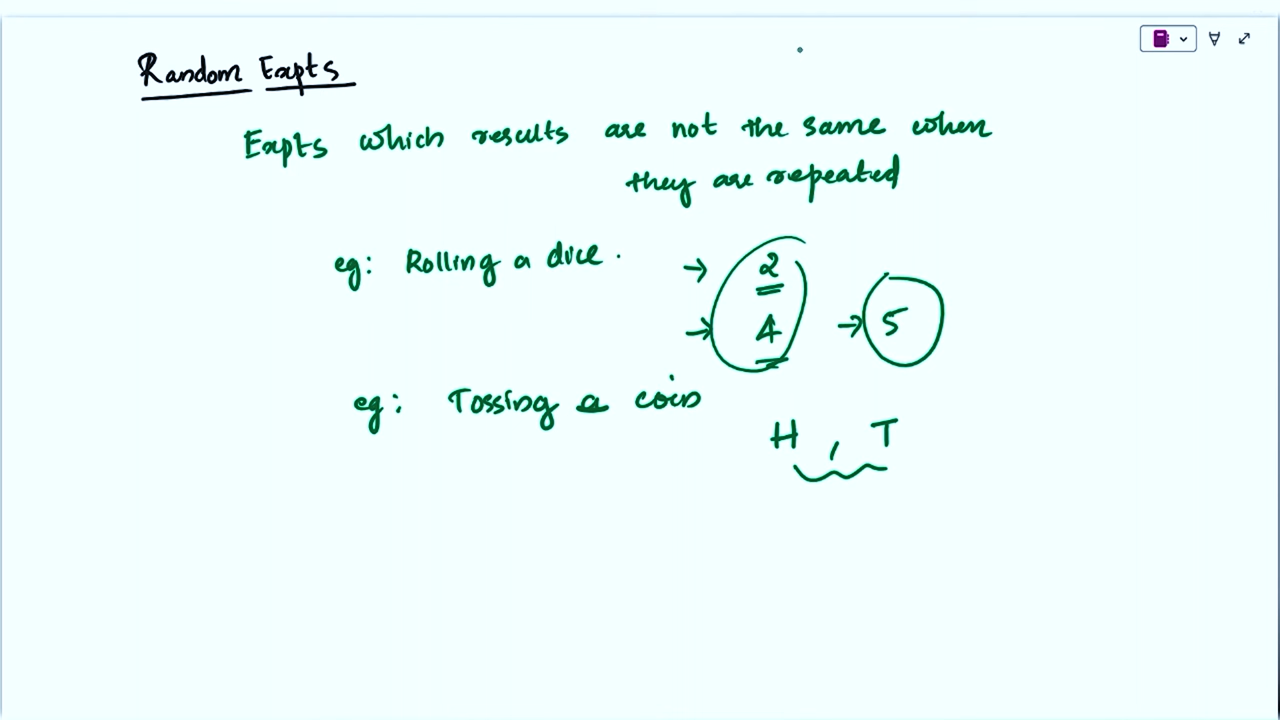 Random Expts
Expts which results are not the same when
they are repeated
eg: Rolling a dice. → 2
→ 4 → 5
eg: Tossing a coin
H , T